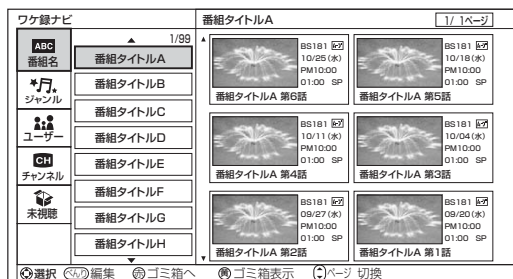 ワケ録ナビ
番組タイトルA
1/ 1ページ
ABC
番組名
ジャンル
ユーザー
CH
チャンネル
未視聴
1/99
番組タイトルA
番組タイトルB
番組タイトルC
番組タイトルD
番組タイトルE
番組タイトルF
番組タイトルG
番組タイトルH
BS181
10/25(水)
PM10:00
01:00 SP
番組タイトルA 第6話
BS181
10/18(水)
PM10:00
01:00 SP
番組タイトルA 第5話
BS181
10/11(水)
PM10:00
01:00 SP
番組タイトルA 第4話
BS181
10/04(水)
PM10:00
01:00 SP
番組タイトルA 第3話
BS181
09/27(水)
PM10:00
01:00 SP
番組タイトルA 第2話
BS181
09/20(水)
PM10:00
01:00 SP
番組タイトルA 第1話
選択 べんり 編集 赤 ゴミ箱へ 黄 ゴミ箱表示 ページ 切換